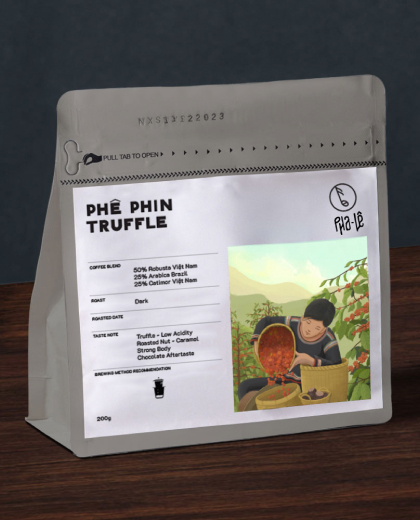 NXS13122023
PULL TAB TO OPEN
PHÊ PHIN
TRUFFLE
PHA-LÊ
COFFEE BLEND
50% Robusta Việt Nam
25% Arabica Brazil
25% Catimor Việt Nam
ROAST
Dark
ROASTED DATE
TASTE NOTE
Truffle - Low Acidity
Roasted Nut - Caramel
Strong Body
Chocolate Aftertaste
BREWING METHOD RECOMMENDATION
200g